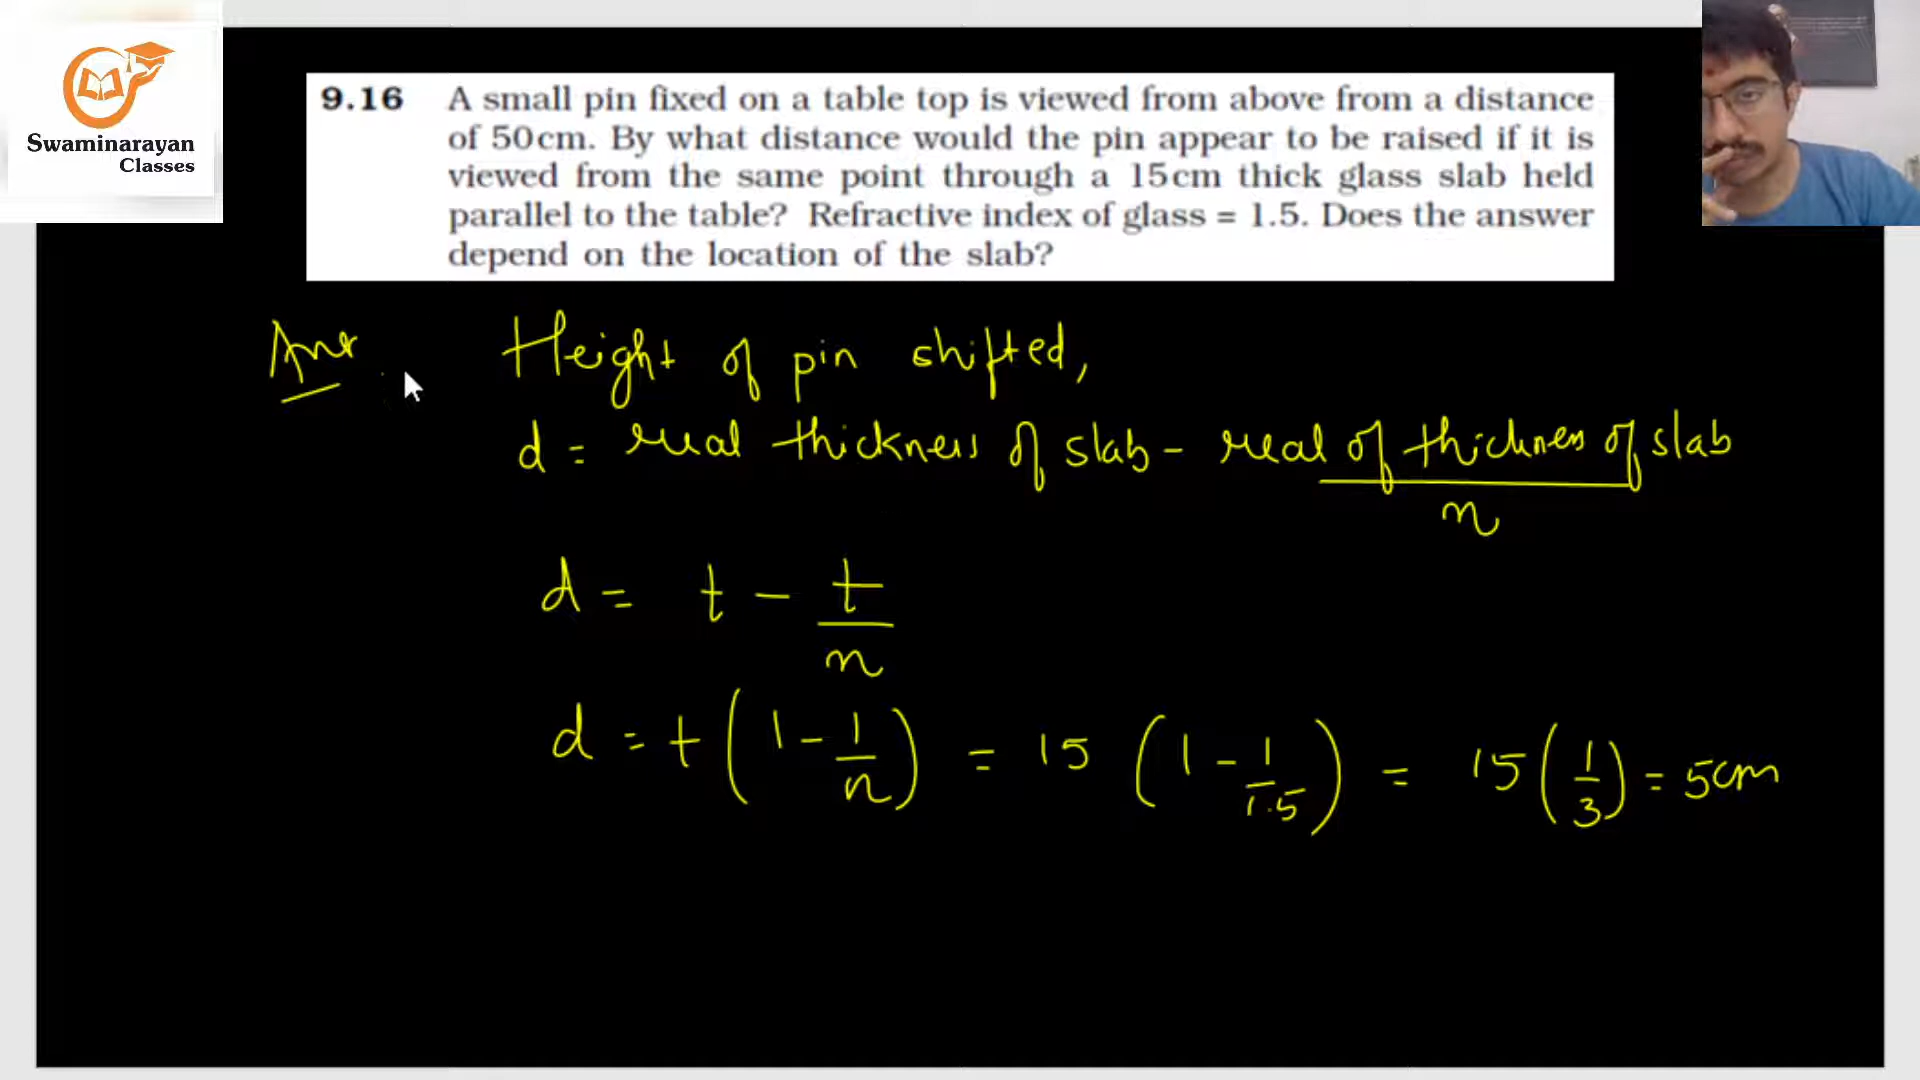 Swaminarayan
Classes
9.16 A small pin fixed on a table top is viewed from above from a distance
of 50cm. By what distance would the pin appear to be raised if it is
viewed from the same point through a 15cm thick glass slab held
parallel to the table? Refractive index of glass = 1.5. Does the answer
depend on the location of the slab?
Ans Height of pin shifted,
d = real thickness of slab - real of thickness of slab
n
d = t - t
n
d = t ( 1 - 1/n ) = 15 ( 1 - 1/1.5 ) = 15 ( 1/3 ) = 5cm